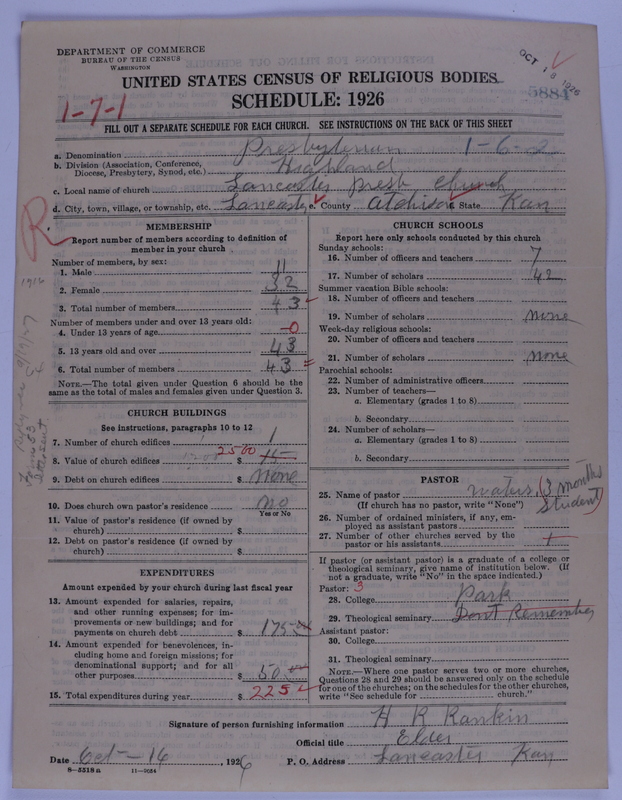 DEPARTMENT OF COMMERCE
BUREAU OF THE CENSUS
WASHINGTON
OCT 18 1926
5884
UNITED STATES CENSUS OF RELIGIOUS BODIES
SCHEDULE: 1926
1-7-1
FILL OUT A SEPARATE SCHEDULE FOR EACH CHURCH. SEE INSTRUCTIONS ON THE BACK OF THIS SHEET
a. Denomination Presbyterian 1-6-2
b. Division (Association, Conference, Diocese, Presbytery, Synod, etc.) Highland
c. Local name of church Lancaster Presb Church
d. City, town, village, or township, etc. Lancaster e. County Atchison f. State Kan
R
1916
MEMBERSHIP
Report number of members according to definition of member in your church
Number of members, by sex:
1. Male 11
2. Female 32
3. Total number of members 43
Number of members under and over 13 years old:
4. Under 13 years of age 0
5. 13 years old and over 43
6. Total number of members 43
NOTE.—The total given under Question 6 should be the same as the total of males and females given under Question 3.
CHURCH BUILDINGS
See instructions, paragraphs 10 to 12
7. Number of church edifices 1
8. Value of church edifices 2500 $ 15
9. Debt on church edifices $ None
10. Does church own pastor's residence No
Yes or No
11. Value of pastor's residence (if owned by church) $
12. Debt on pastor's residence (if owned by church) $
EXPENDITURES
Amount expended by your church during last fiscal year
13. Amount expended for salaries, repairs, and other running expenses; for improvements or new buildings; and for payments on church debt $ 175
14. Amount expended for benevolences, including home and foreign missions; for denominational support; and for all other purposes $ 50
15. Total expenditures during year $ 225
CHURCH SCHOOLS
Report here only schools conducted by this church
Sunday schools:
16. Number of officers and teachers 7
17. Number of scholars 42
Summer vacation Bible schools:
18. Number of officers and teachers
19. Number of scholars None
Week-day religious schools:
20. Number of officers and teachers
21. Number of scholars None
Parochial schools:
22. Number of administrative officers
23. Number of teachers—
a. Elementary (grades 1 to 8)
b. Secondary
24. Number of scholars—
a. Elementary (grades 1 to 8)
b. Secondary
PASTOR
25. Name of pastor Waters (3 months Student)
(If church has no pastor, write "None")
26. Number of ordained ministers, if any, employed as assistant pastors
27. Number of other churches served by the pastor or his assistants
If pastor (or assistant pastor) is a graduate of a college or theological seminary, give name of institution below. (If not a graduate, write "No" in the space indicated.)
Pastor: 3
28. College Park
29. Theological seminary Dont Remember
Assistant pastor:
30. College
31. Theological seminary
NOTE.—Where one pastor serves two or more churches, Questions 28 and 29 should be answered only on the schedule for one of the churches; on the schedules for the other churches, write "See schedule for church."
Signature of person furnishing information H R Rankin
Official title Elder
Date Oct—16, 1926 P. O. Address Lancaster Kan
8—5518a 11—9054